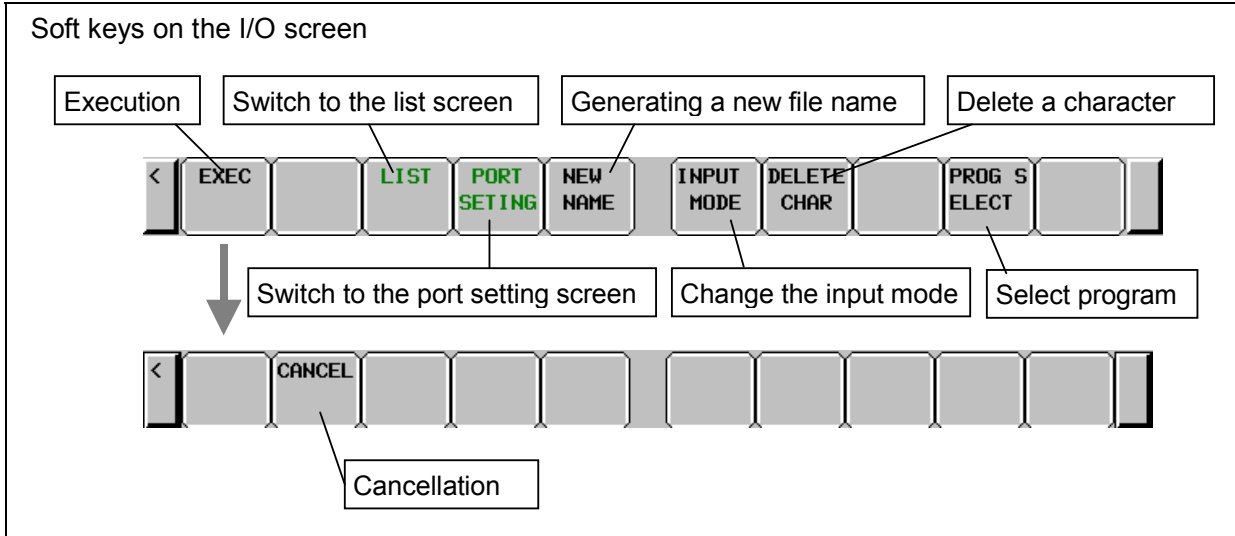 Soft keys on the I/O screen
Execution
Switch to the list screen
Generating a new file name
Delete a character
<
EXEC
LIST
PORT
SETING
NEW
NAME
INPUT
MODE
DELETE
CHAR
PROG S
ELECT
Switch to the port setting screen
Change the input mode
Select program
<
CANCEL
Cancellation